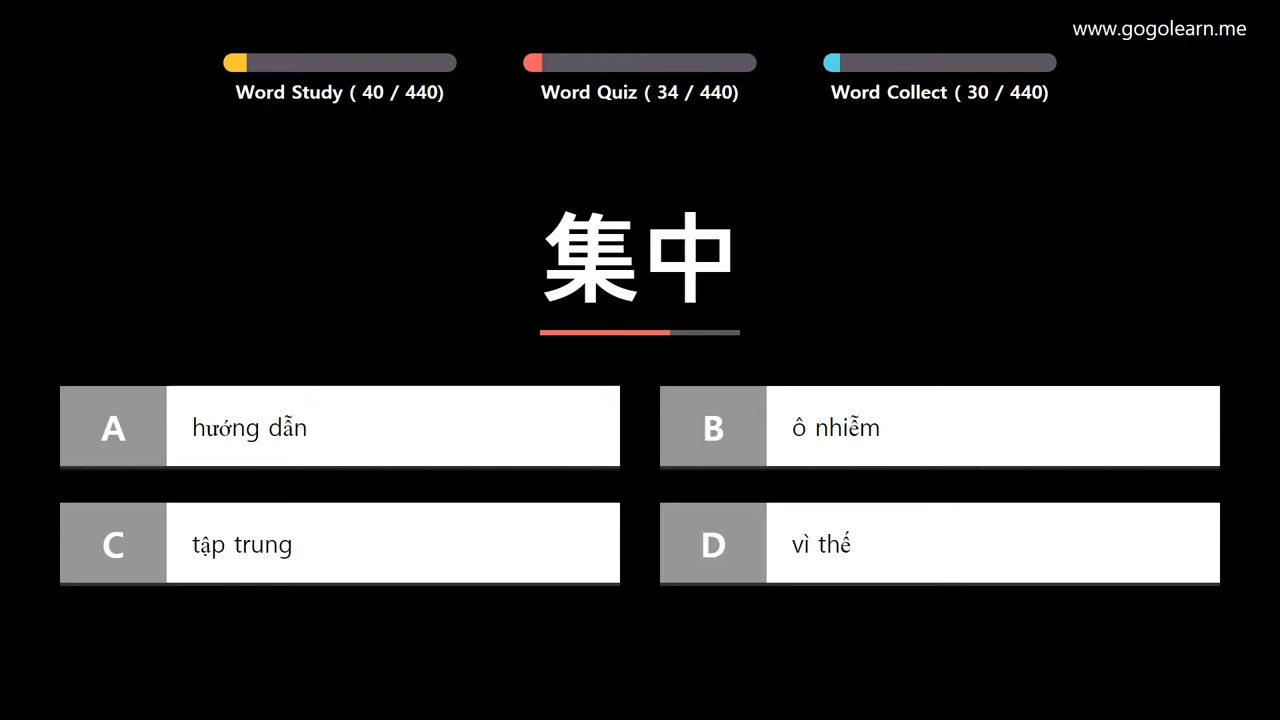 www.gogolearn.me
Word Study ( 40 / 440)
Word Quiz ( 34 / 440)
Word Collect ( 30 / 440)
集中
A hướng dẫn
B ô nhiễm
C tập trung
D vì thế